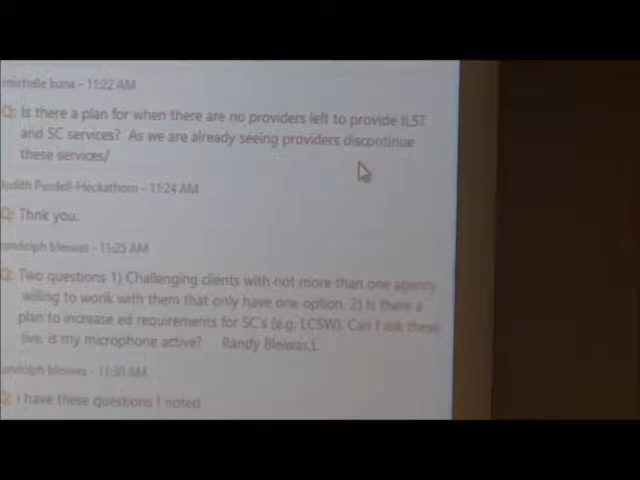 michelle kuna - 11:22 AM
Q: Is there a plan for when there are no providers left to provide ILST
and SC services? As we are already seeing providers discontinue
these services/
Judith Purdell-Heckathorn - 11:24 AM
Q: Thnk you:
randolph bleiwas - 11:25 AM
Q: Two questions 1) Challenging clients with not more than one agency
willing to work with them that only have one option. 2) Is there a
plan to increase ed requirements for SC's (e.g. LCSW). Can I ask these
live, is my microphone active? Randy Bleiwas.L
randolph bleiwas - 11:30 AM
Q: I have these questions I noted